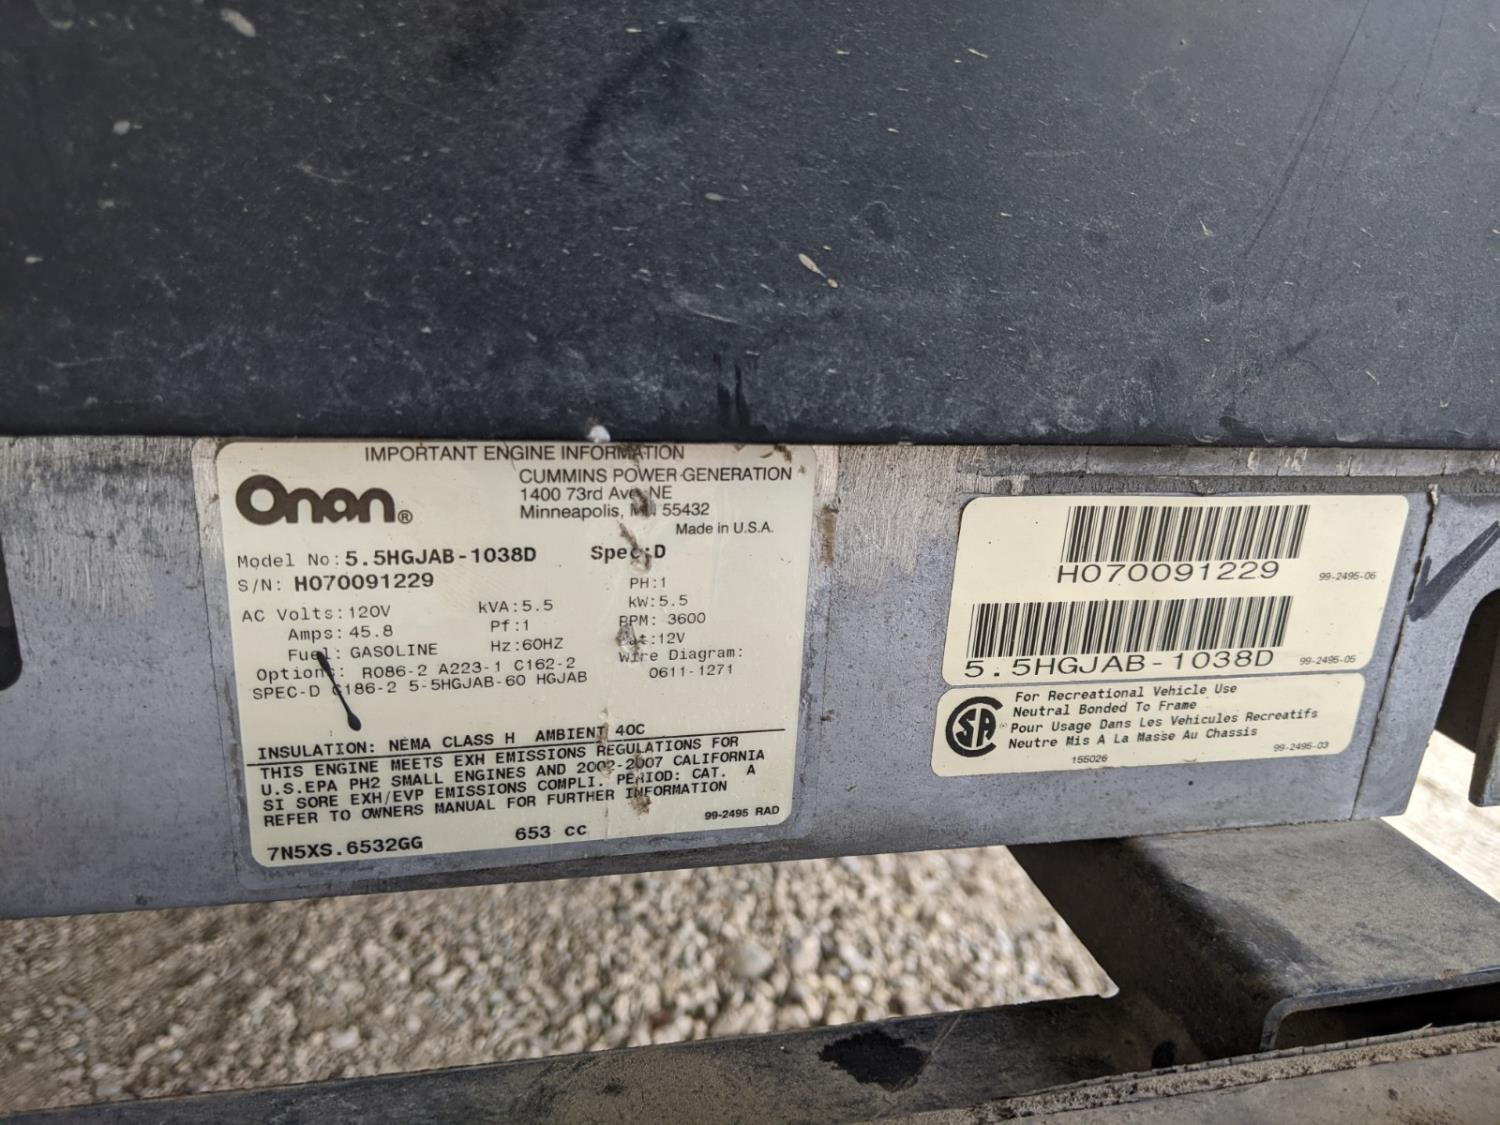 IMPORTANT ENGINE INFORMATION
Onan®
CUMMINS POWER GENERATION
1400 73rd Ave NE
Minneapolis, MN 55432
Made in U.S.A.
Model No: 5.5HGJAB-1038D Spec:D
S/N: H070091229
PH:1
AC Volts: 120V kVA: 5.5 kW: 5.5
Amps: 45.8 Pf: 1 RPM: 3600
Fuel: GASOLINE Hz: 60HZ Bat: 12V
Wire Diagram:
0611-1271
Options: R086-2 A223-1 C162-2
SPEC-D C186-2 5-5HGJAB-60 HGJAB
INSULATION: NEMA CLASS H AMBIENT 40C
THIS ENGINE MEETS EXH EMISSIONS REGULATIONS FOR
U.S.EPA PH2 SMALL ENGINES AND 2002-2007 CALIFORNIA
SI SORE EXH/EVP EMISSIONS COMPLI. PERIOD: CAT. A
REFER TO OWNERS MANUAL FOR FURTHER INFORMATION
99-2495 RAD
7N5XS.6532GG 653 CC
H070091229 99-2495-06
5.5HGJAB-1038D 99-2495-05
SA
For Recreational Vehicle Use
Neutral Bonded To Frame
Pour Usage Dans Les Vehicules Recreatifs
Neutre Mis A La Masse Au Chassis
155026 99-2495-03